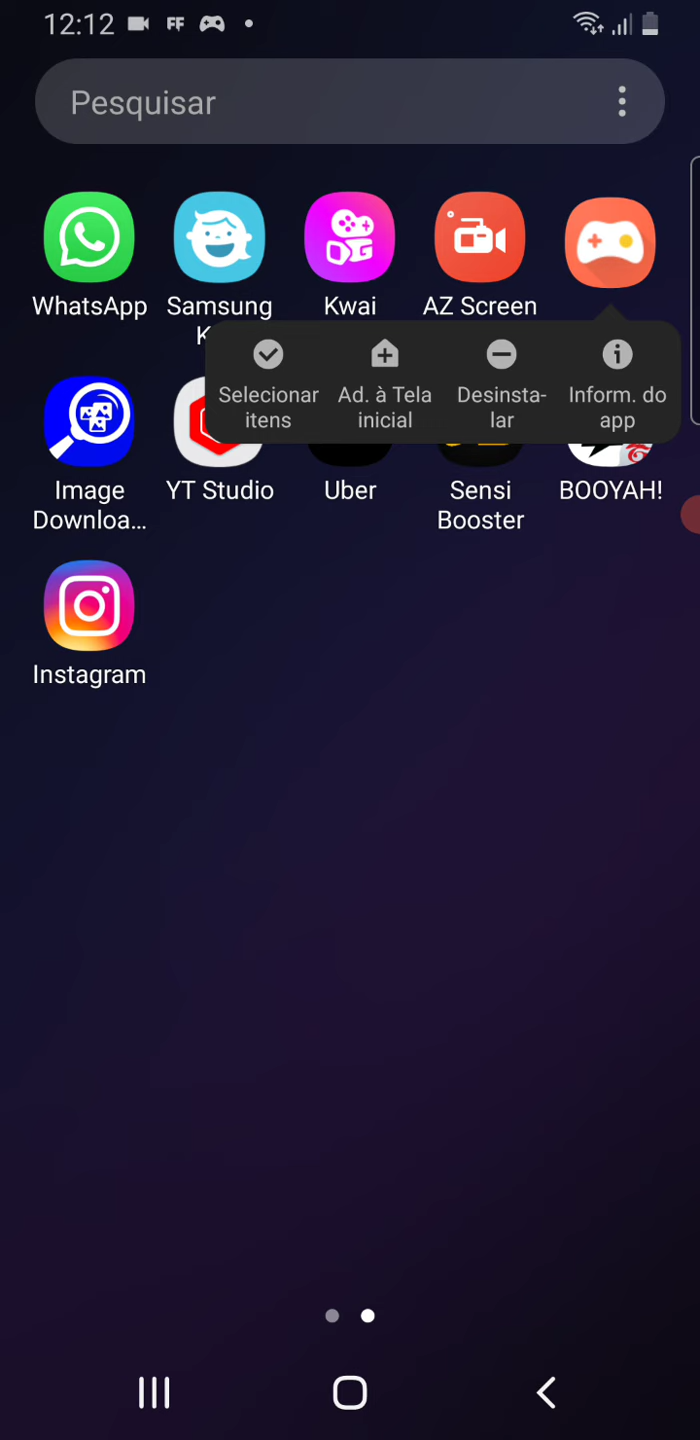 12:12 FF
Pesquisar
WhatsApp Samsung Kwai AZ Screen
K
Selecionar Ad. à Tela Desinsta- Inform. do
itens inicial lar app
Image YT Studio Uber Sensi BOOYAH!
Downloa... Booster
Instagram